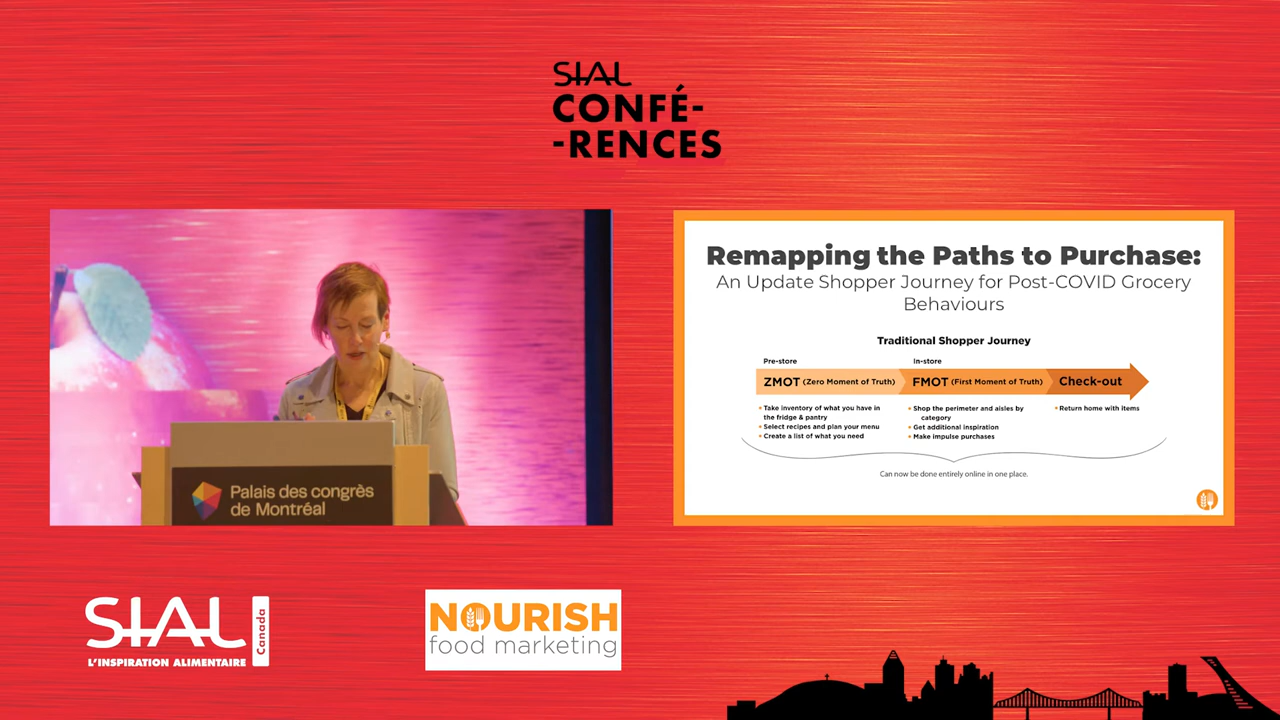 SIAL
CONFÉ-
-RENCES
Palais des congrès
de Montréal
Remapping the Paths to Purchase:
An Update Shopper Journey for Post-COVID Grocery
Behaviours
Traditional Shopper Journey
Pre-store
In-store
ZMOT (Zero Moment of Truth)
FMOT (First Moment of Truth)
Check-out
• Take inventory of what you have in
the fridge & pantry
• Select recipes and plan your menu
• Create a list of what you need
• Shop the perimeter and aisles by
category
• Get additional inspiration
• Make impulse purchases
• Return home with items
Can now be done entirely online in one place.
SIAL
Canada
L'INSPIRATION ALIMENTAIRE
NOURISH
food marketing